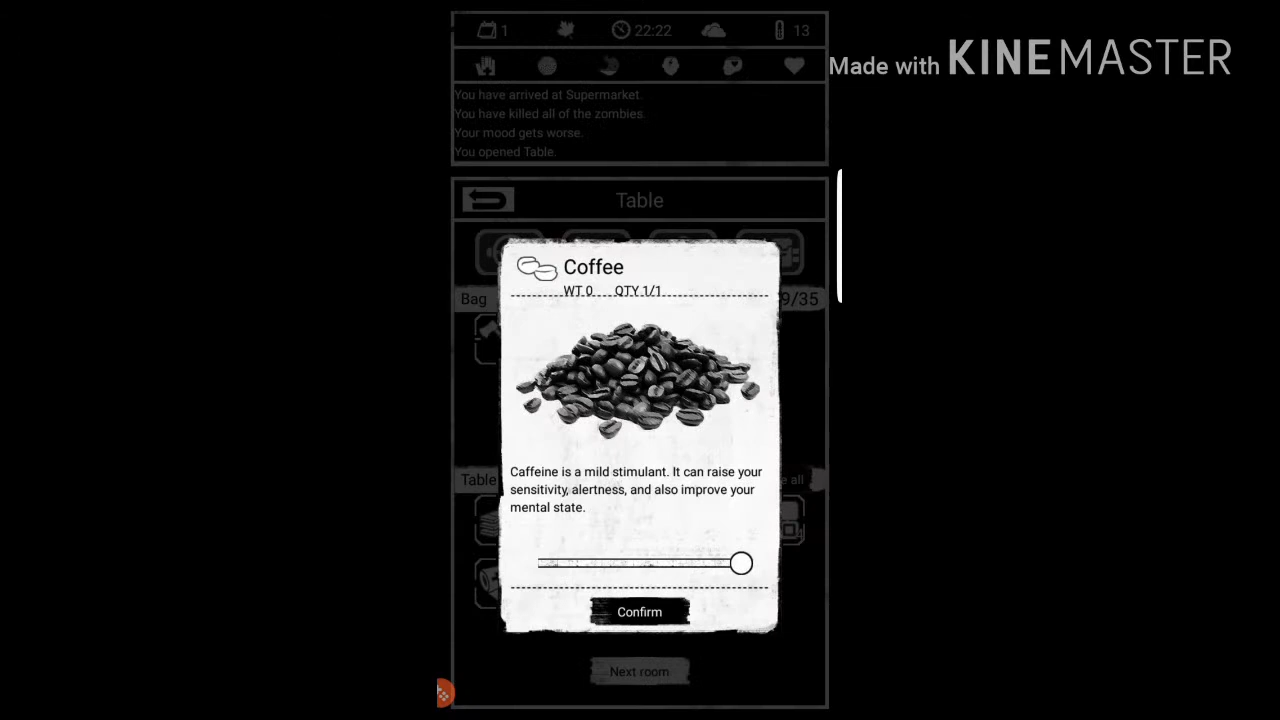 1 22:22 13
Made with KINEMASTER
You have arrived at Supermarket.
You have killed all of the zombies.
Your mood gets worse.
You opened Table.
Table
Coffee
WT 0 QTY 1/1
Bag 9/35
Caffeine is a mild stimulant. It can raise your
sensitivity, alertness, and also improve your
mental state.
Table all
Confirm
Next room